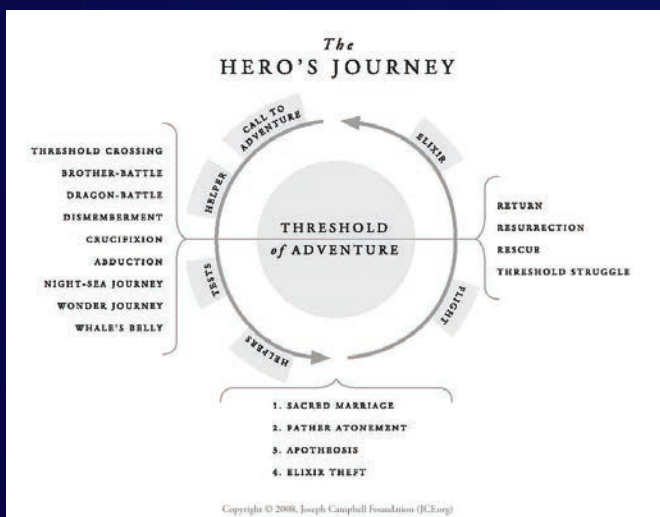 The
HERO'S JOURNEY
CALL TO
ADVENTURE
HELPER
TESTS
HELPERS
FLIGHT
ELIXIR
THRESHOLD
of ADVENTURE
THRESHOLD CROSSING
BROTHER-BATTLE
DRAGON-BATTLE
DISMEMBERMENT
CRUCIFIXION
ABDUCTION
NIGHT-SEA JOURNEY
WONDER JOURNEY
WHALE'S BELLY
RETURN
RESURRECTION
RESCUE
THRESHOLD STRUGGLE
1. SACRED MARRIAGE
2. FATHER ATONEMENT
3. APOTHEOSIS
4. ELIXIR THEFT
Copyright © 2008, Joseph Campbell Foundation (JCF.org)